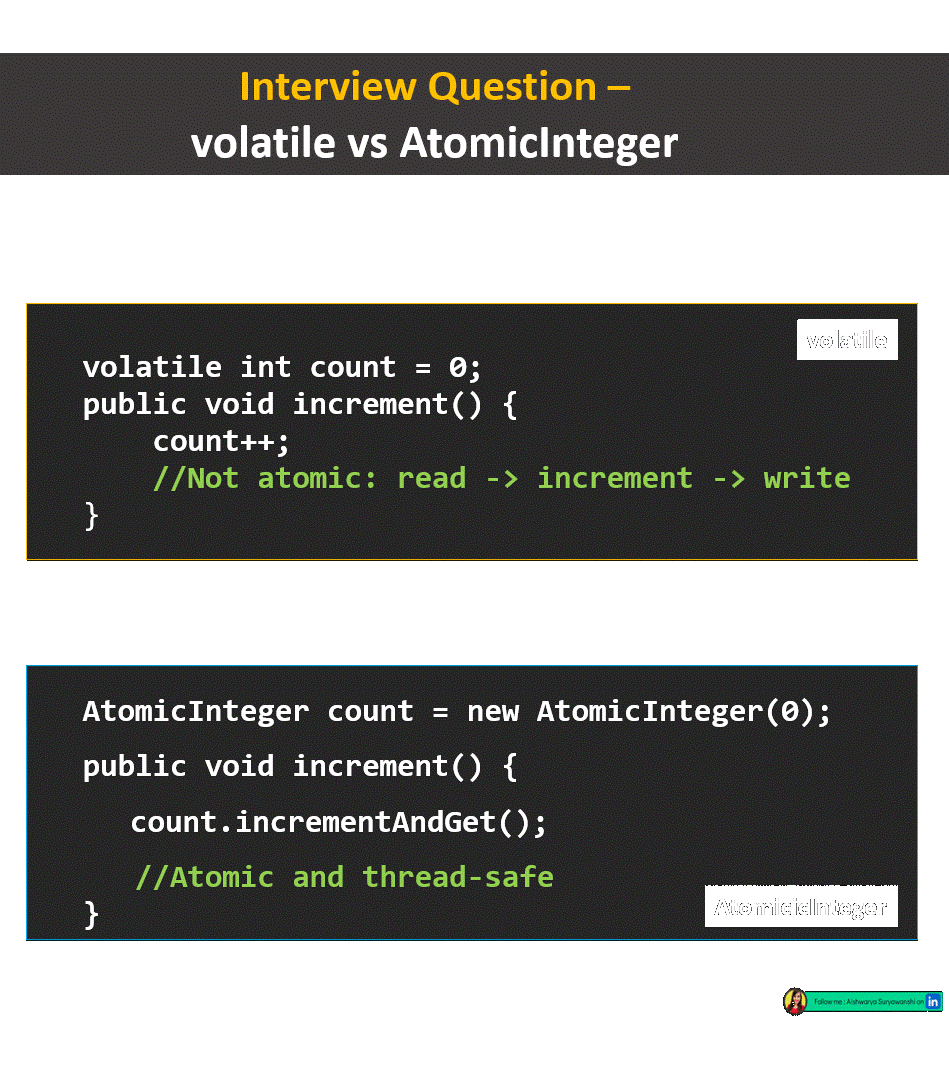 Interview Question –
volatile vs AtomicInteger
volatile
volatile int count = 0;
public void increment() {
count++;
//Not atomic: read -> increment -> write
}
AtomicInteger count = new AtomicInteger(0);
public void increment() {
count.incrementAndGet();
//Atomic and thread-safe
}
AtomicidInteger
Follow me : Aishwarya Suryawanshi on in